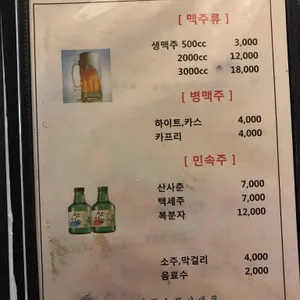 [ 맥주류 ]
생맥주 500cc 3,000
2000cc 12,000
3000cc 18,000
[ 병맥주 ]
하이트,카스 4,000
카프리 4,000
[ 민속주 ]
산사춘 7,000
백세주 7,000
복분자 12,000
소주,막걸리 4,000
음료수 2,000